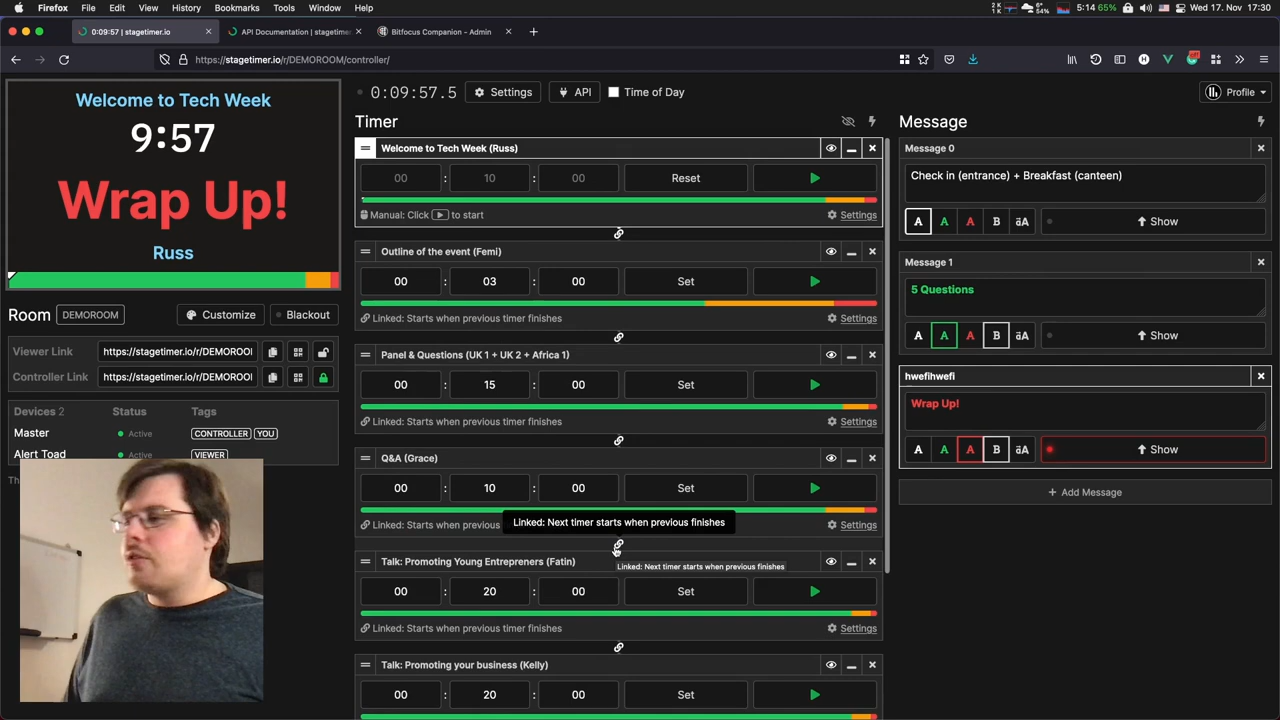 Firefox File Edit View History Bookmarks Tools Window Help
2 K 6° 54% 5:14 65% Wed 17. Nov 17:30
0:09:57 | stagetimer.io
API Documentation | stagetime
Bitfocus Companion - Admin
https://stagetimer.io/r/DEMOROOM/controller/
Welcome to Tech Week
9:57
Wrap Up!
Russ
Room DEMOROOM Customize Blackout
Viewer Link https://stagetimer.io/r/DEMOROOI
Controller Link https://stagetimer.io/r/DEMOROOI
Devices 2 Status Tags
Master Active CONTROLLER YOU
Alert Toad Active VIEWER
0:09:57.5 Settings API Time of Day
Timer
Welcome to Tech Week (Russ)
00 : 10 : 00 Reset
Manual: Click to start Settings
Outline of the event (Femi)
00 : 03 : 00 Set
Linked: Starts when previous timer finishes Settings
Panel & Questions (UK 1 + UK 2 + Africa 1)
00 : 15 : 00 Set
Linked: Starts when previous timer finishes Settings
Q&A (Grace)
00 : 10 : 00 Set
Linked: Starts when previous Settings
Linked: Next timer starts when previous finishes
Linked: Next timer starts when previous finishes
Talk: Promoting Young Entrepreners (Fatin)
00 : 20 : 00 Set
Linked: Starts when previous timer finishes Settings
Talk: Promoting your business (Kelly)
00 : 20 : 00 Set
Profile
Message
Message 0
Check in (entrance) + Breakfast (canteen)
A A A B āA Show
Message 1
5 Questions
A A A B āA Show
hwefihwefi
Wrap Up!
A A A B āA Show
+ Add Message